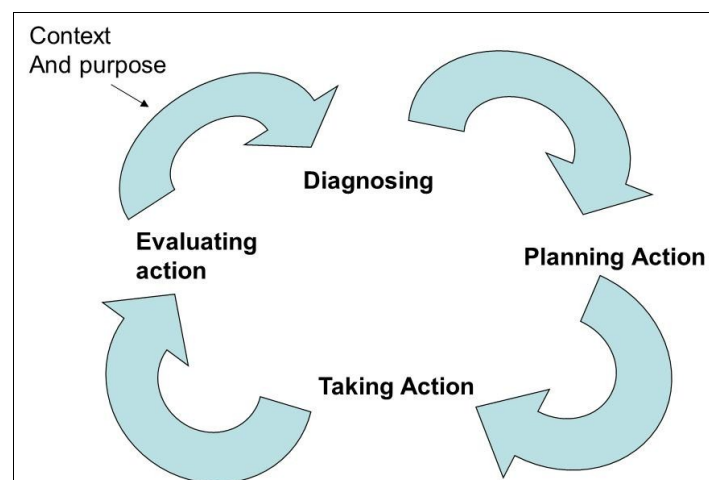 Context
And purpose
Diagnosing
Evaluating
action
Planning Action
Taking Action